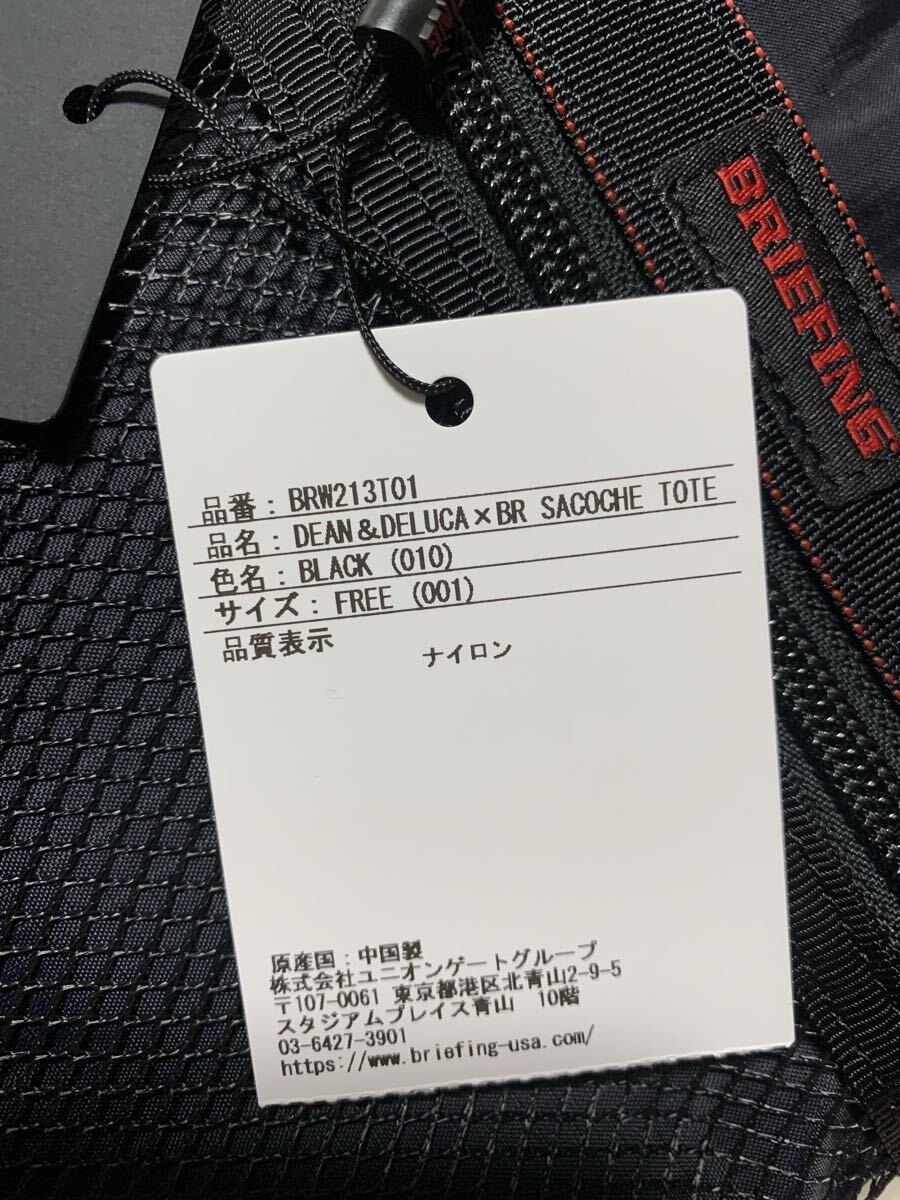 BRIEFING
品番：BRW213T01
品名：DEAN＆DELUCA×BR SACOCHE TOTE
色名：BLACK (010)
サイズ：FREE (001)
品質表示
ナイロン
原産国：中国製
株式会社ユニオンゲートグループ
〒107-0061 東京都港区北青山2-9-5
スタジアムプレイス青山 10階
03-6427-3901
https://www.briefing-usa.com/